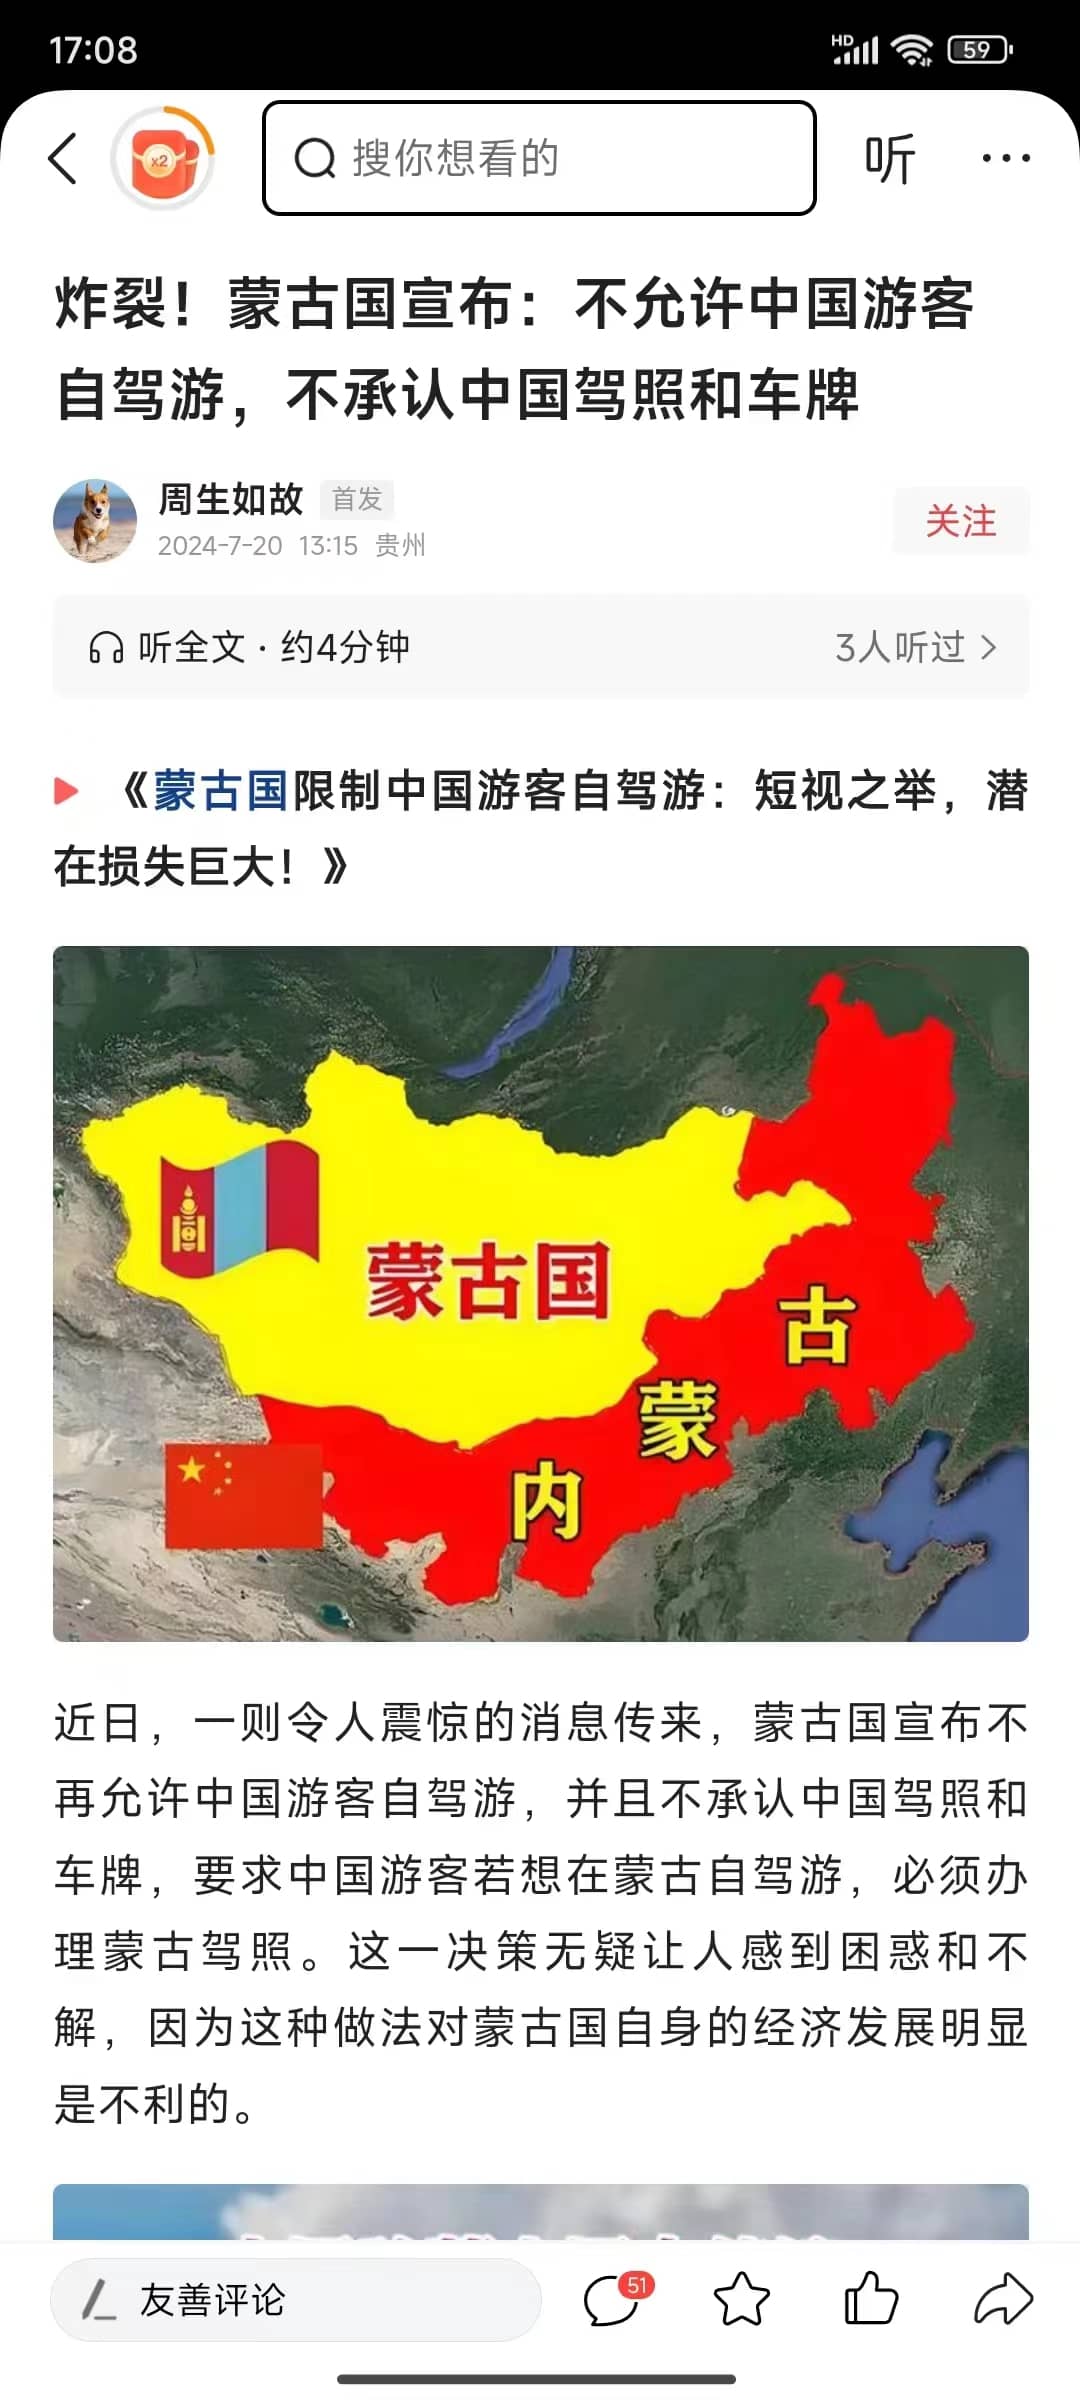 17:08
HD
59
x2
搜你想看的
听
炸裂！蒙古国宣布：不允许中国游客
自驾游，不承认中国驾照和车牌
周生如故 首发
2024-7-20 13:15 贵州
关注
听全文·约4分钟
3人听过
《蒙古国限制中国游客自驾游：短视之举，潜
在损失巨大！》
蒙古国
古
蒙
内
近日，一则令人震惊的消息传来，蒙古国宣布不
再允许中国游客自驾游，并且不承认中国驾照和
车牌，要求中国游客若想在蒙古自驾游，必须办
理蒙古驾照。这一决策无疑让人感到困惑和不
解，因为这种做法对蒙古国自身的经济发展明显
是不利的。
友善评论
51